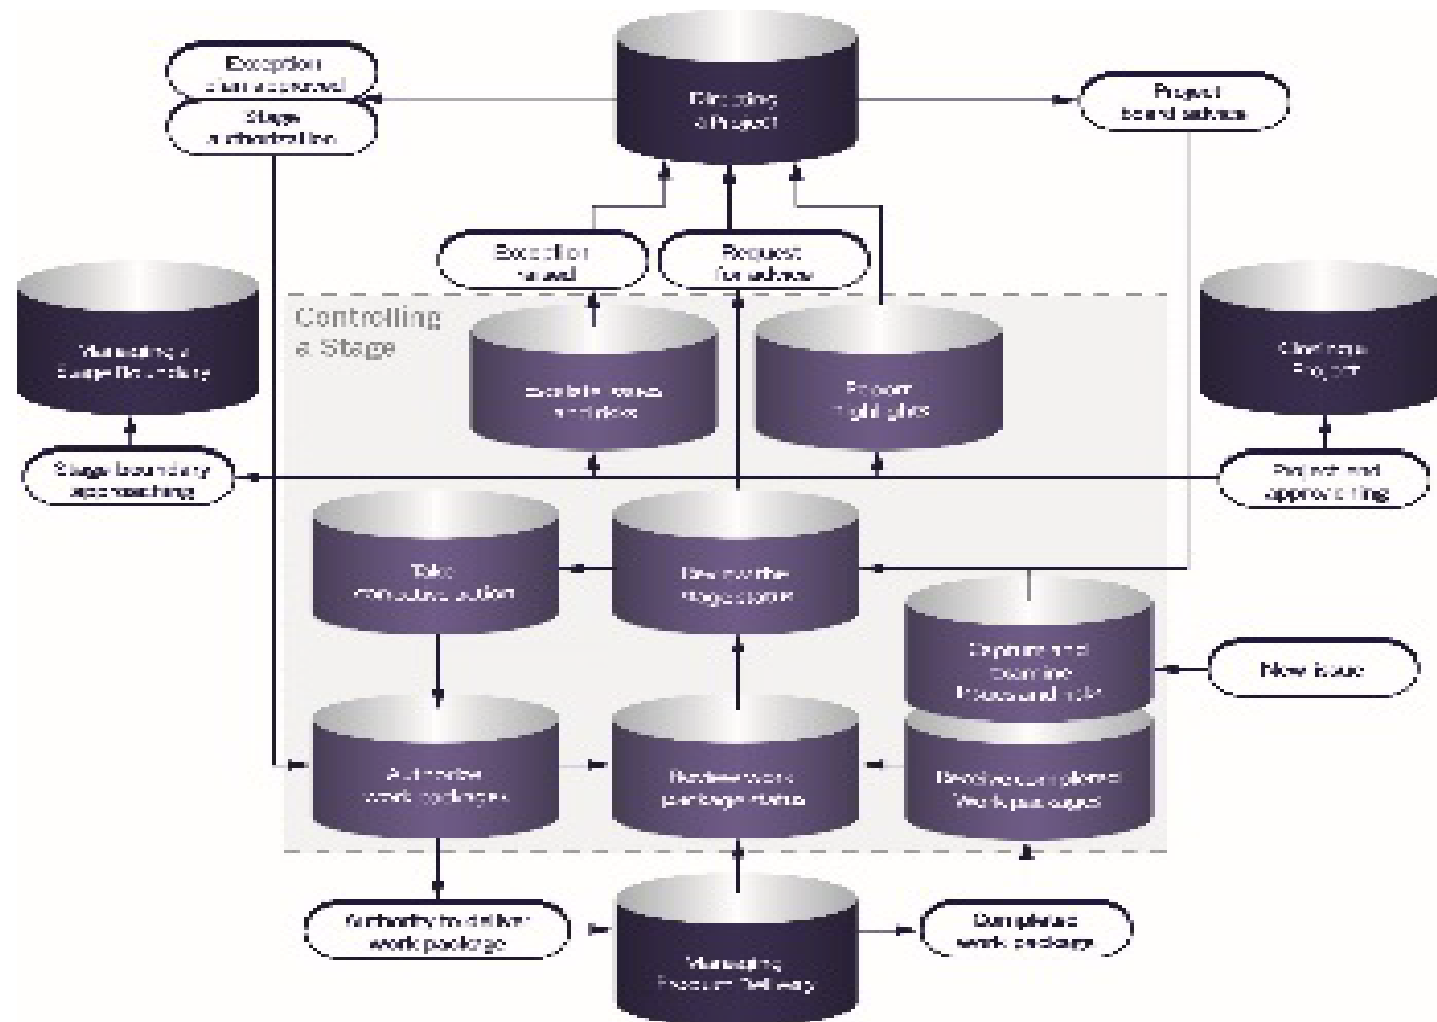 Exception
plan approved
Stage
authorization
Directing
a Project
Project
board advice
Exception
raised
Request
for advice
Controlling
a Stage
Managing a
Stage Boundary
Escalate issues
and risks
Report
highlights
Closing a
Project
Stage boundary
approaching
Project end
approaching
Take
corrective action
Review the
stage status
Capture and
examine
issues and risks
New issue
Authorize
work packages
Review work
package status
Receive completed
Work packages
Authority to deliver
work package
Managing
Product Delivery
Completed
work package